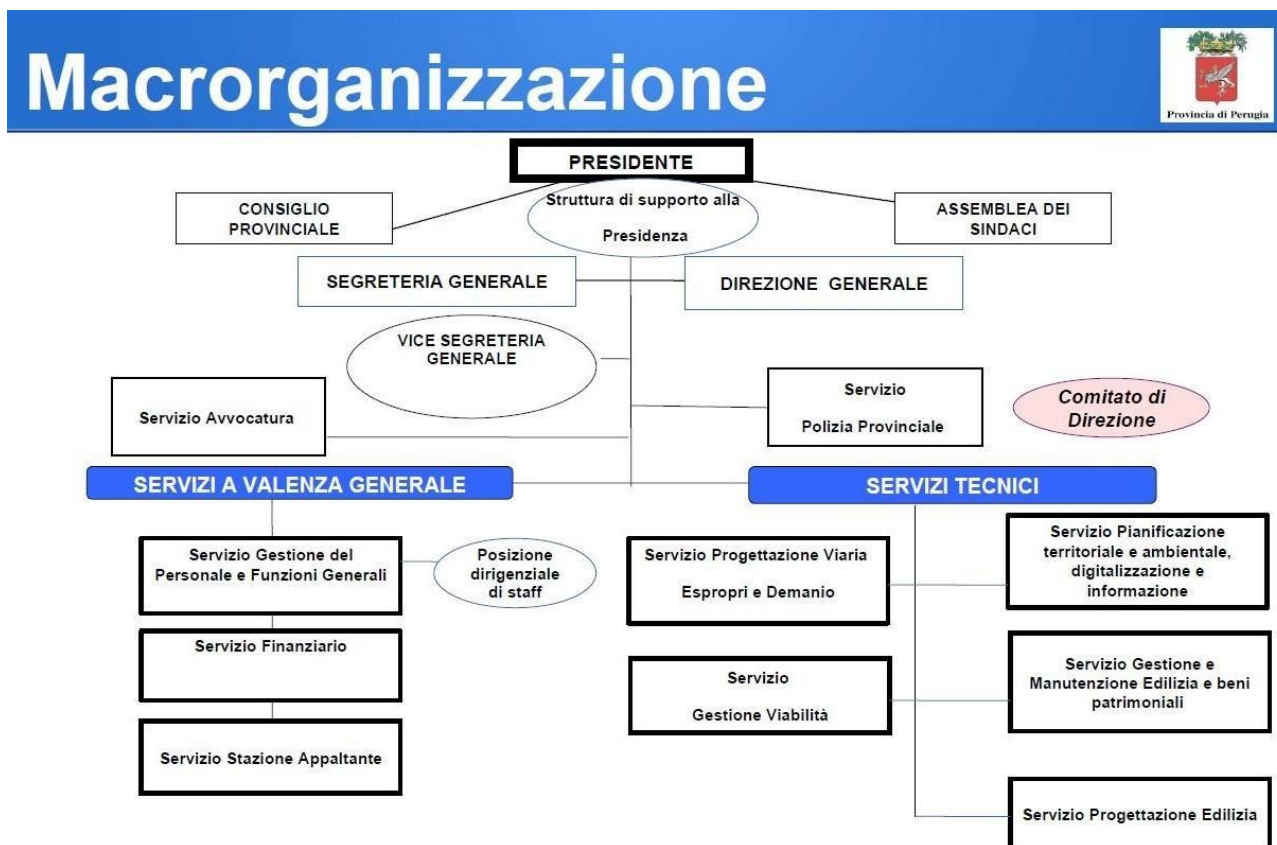 Macrorganizzazione
Provincia di Perugia
PRESIDENTE
CONSIGLIO
PROVINCIALE
Struttura di supporto alla
Presidenza
ASSEMBLEA DEI
SINDACI
SEGRETERIA GENERALE
DIREZIONE GENERALE
VICE SEGRETERIA
GENERALE
Servizio Avvocatura
Servizio
Polizia Provinciale
Comitato di
Direzione
SERVIZI A VALENZA GENERALE
SERVIZI TECNICI
Servizio Gestione del
Personale e Funzioni Generali
Posizione
dirigenziale
di staff
Servizio Finanziario
Servizio Stazione Appaltante
Servizio Progettazione Viaria
Espropri e Demanio
Servizio Pianificazione
territoriale e ambientale,
digitalizzazione e
informazione
Servizio
Gestione Viabilità
Servizio Gestione e
Manutenzione Edilizia e beni
patrimoniali
Servizio Progettazione Edilizia